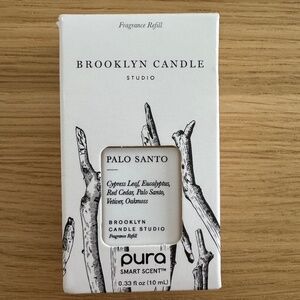 Fragrance Refill
BROOKLYN CANDLE
STUDIO
PALO SANTO
Cypress Leaf, Eucalyptus,
Red Cedar, Palo Santo,
Vetiver, Oakmoss
BROOKLYN
CANDLE STUDIO
Fragrance Refill
pura
SMART SCENT™
0.33 fl oz (10 mL)